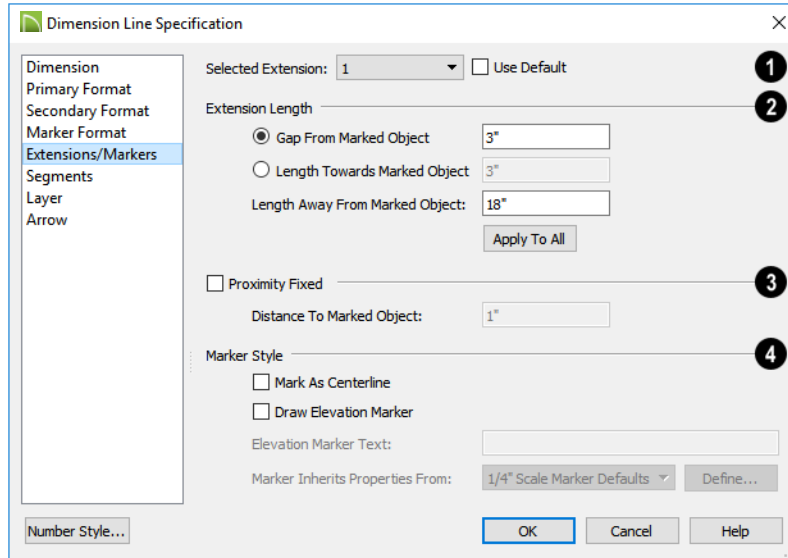 Dimension Line Specification
Dimension
Primary Format
Secondary Format
Marker Format
Extensions/Markers
Segments
Layer
Arrow
Selected Extension: 1 Use Default 1
Extension Length 2
Gap From Marked Object 3"
Length Towards Marked Object 3"
Length Away From Marked Object: 18"
Apply To All
Proximity Fixed 3
Distance To Marked Object: 1"
Marker Style 4
Mark As Centerline
Draw Elevation Marker
Elevation Marker Text:
Marker Inherits Properties From: 1/4" Scale Marker Defaults Define...
Number Style... OK Cancel Help